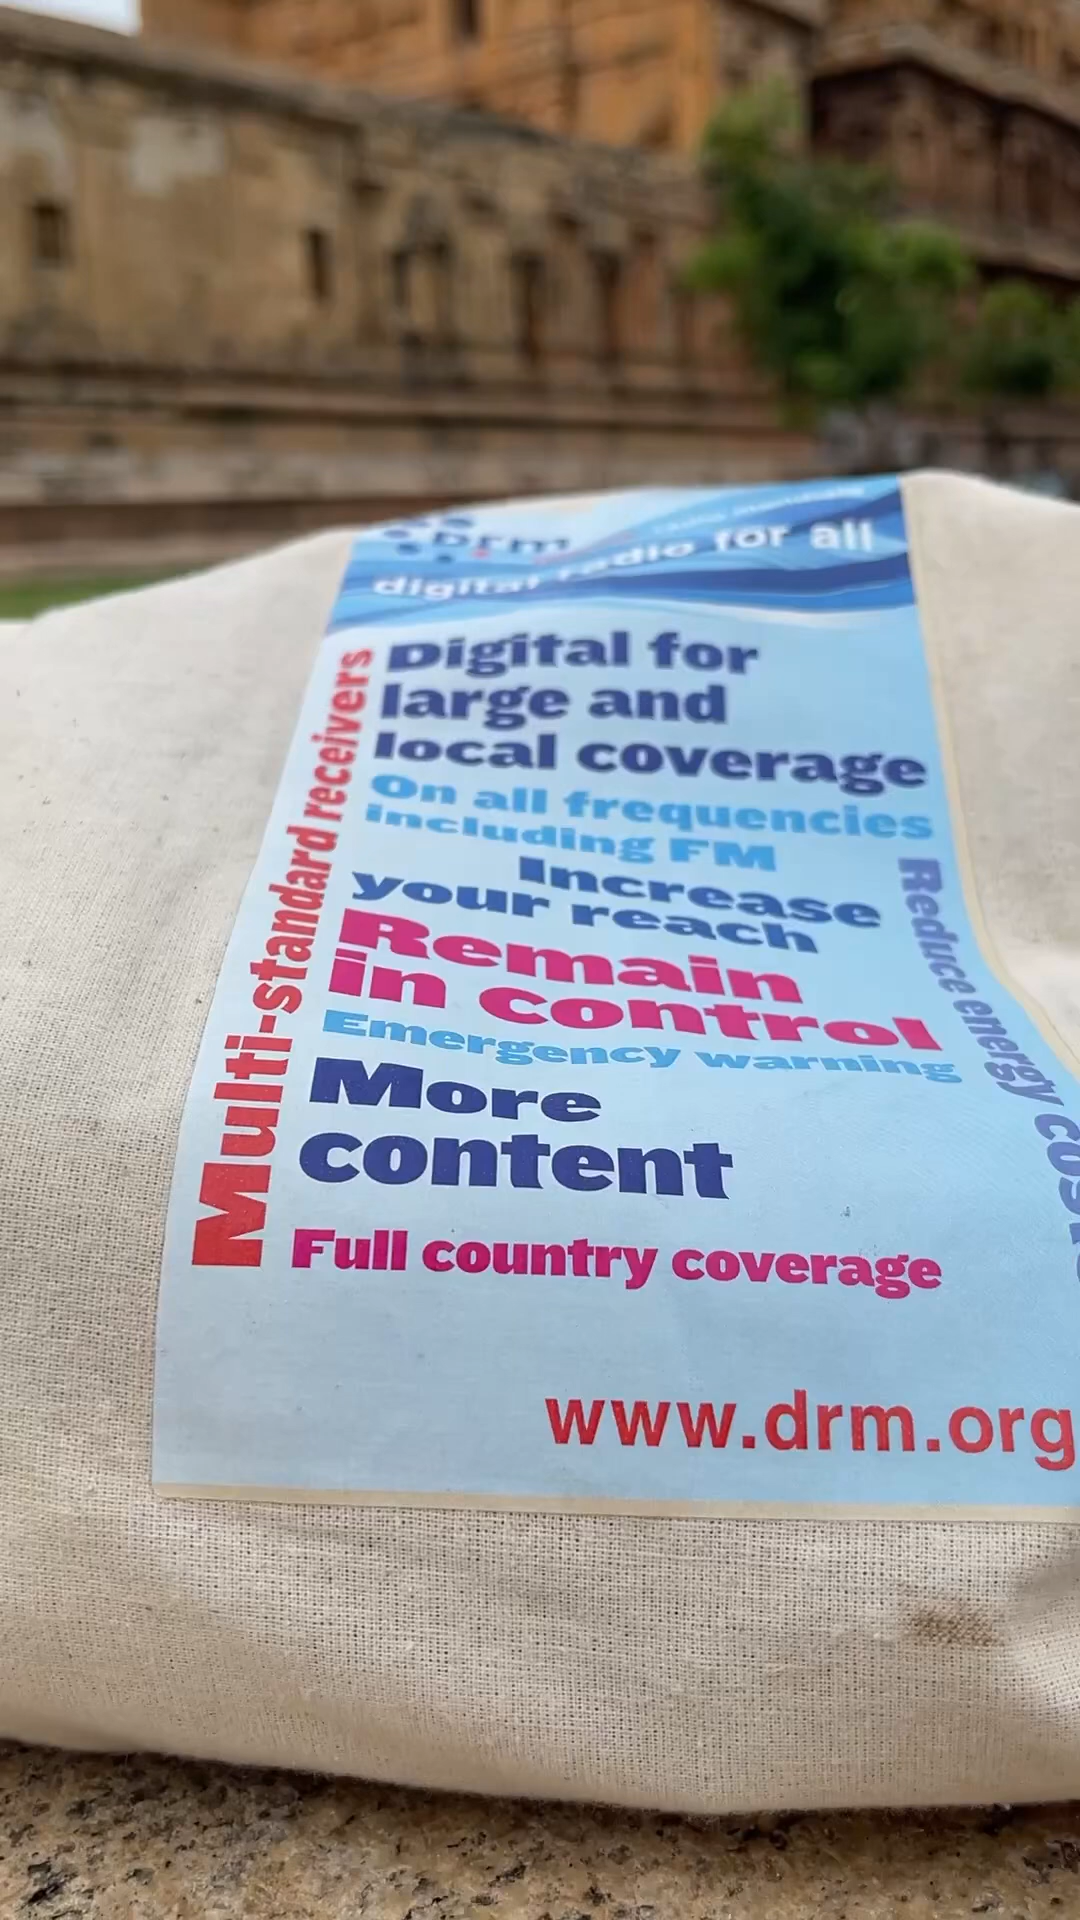 drm
digital radio for all
Multi-standard receivers
Digital for
large and
local coverage
On all frequencies
including FM
Increase
your reach
Remain
in control
Emergency warning
More
content
Full country coverage
Reduce energy
www.drm.org